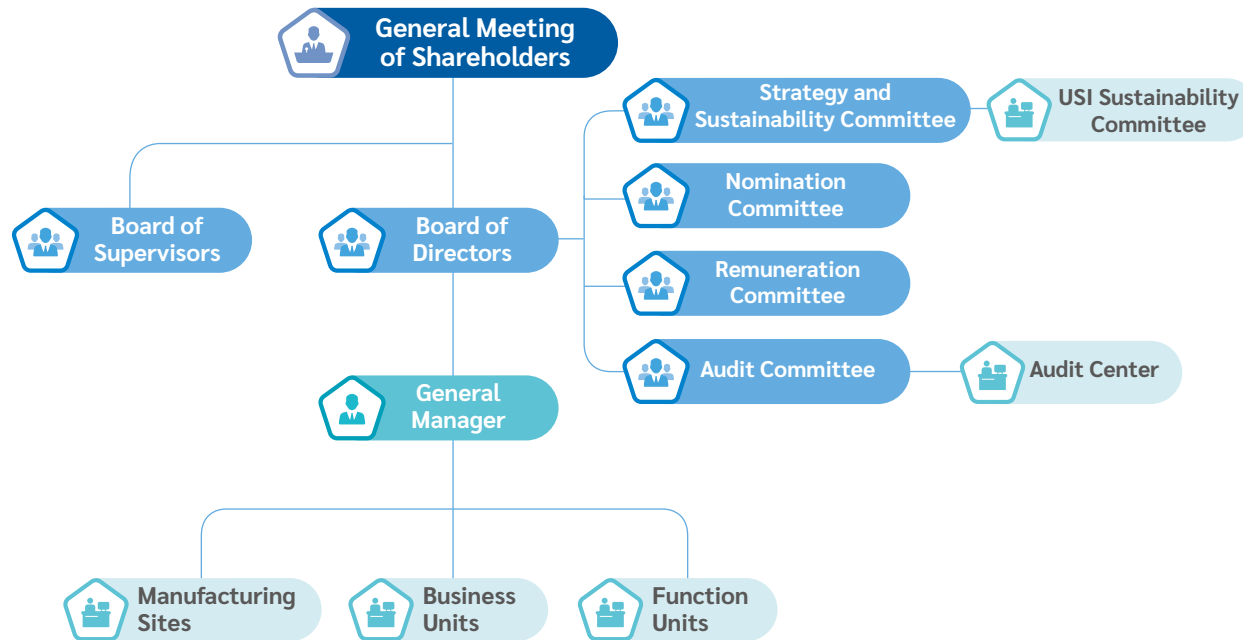 General Meeting
of Shareholders
Strategy and
Sustainability Committee
USI Sustainability
Committee
Nomination
Committee
Board of
Supervisors
Board of
Directors
Remuneration
Committee
Audit Committee
Audit Center
General
Manager
Manufacturing
Sites
Business
Units
Function
Units